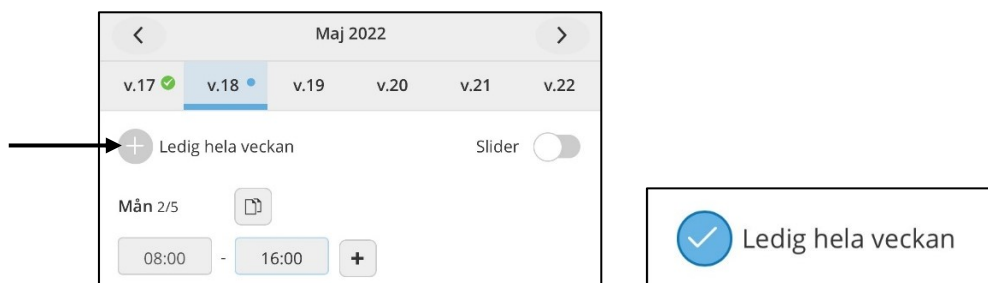 Maj 2022
v.17 v.18 v.19 v.20 v.21 v.22
Ledig hela veckan Slider
Mån 2/5
08:00 - 16:00 +
Ledig hela veckan